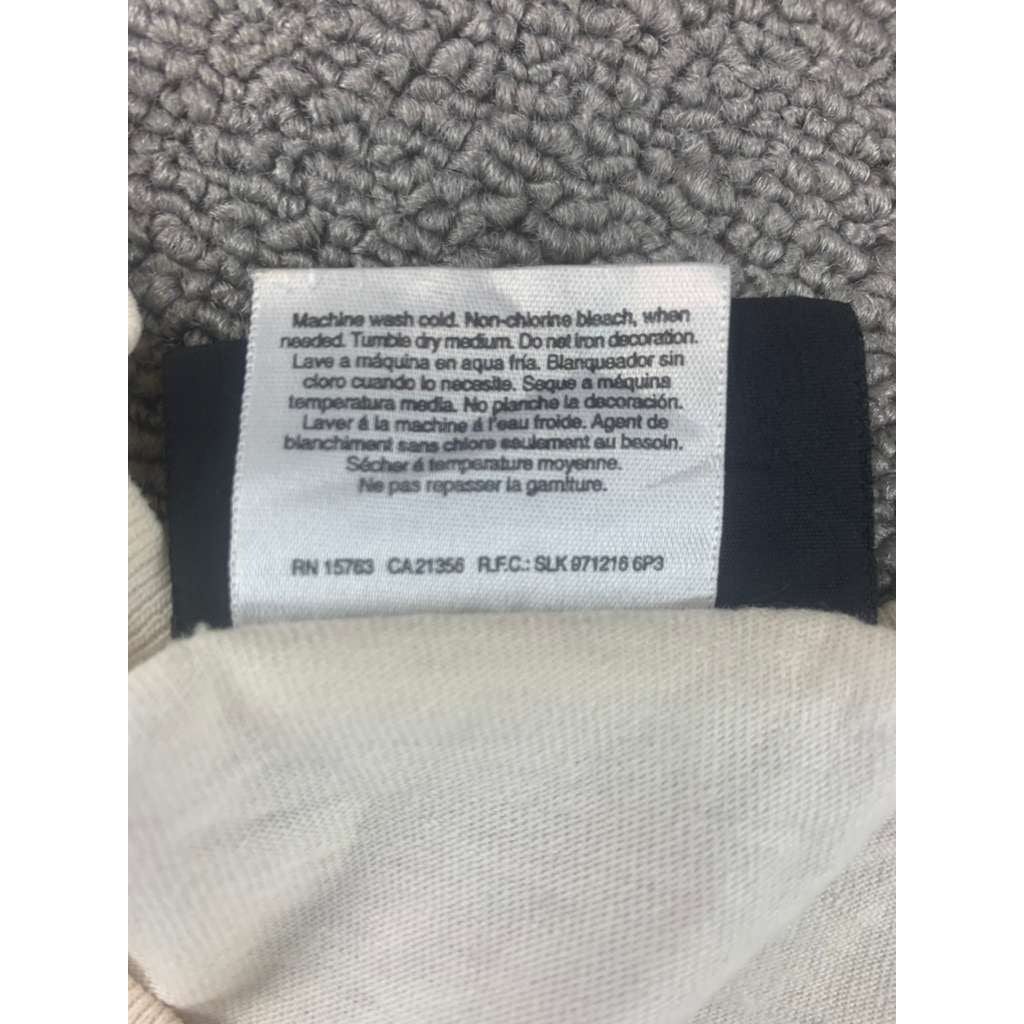 Machine wash cold. Non-chlorine bleach, when
needed. Tumble dry medium. Do not iron decoration.
Lave a máquina en aqua fría. Blanqueador sin
cloro cuando lo necesite. Seque a máquina
temperatura media. No planche la decoración.
Laver á la machine á l'eau froide. Agent de
blanchiment sans chlore seulement au besoin.
Sécher á temperature moyenne.
Ne pas repasser la garniture.
RN 15763 CA21356 R.F.C.: SLK 971216 6P3